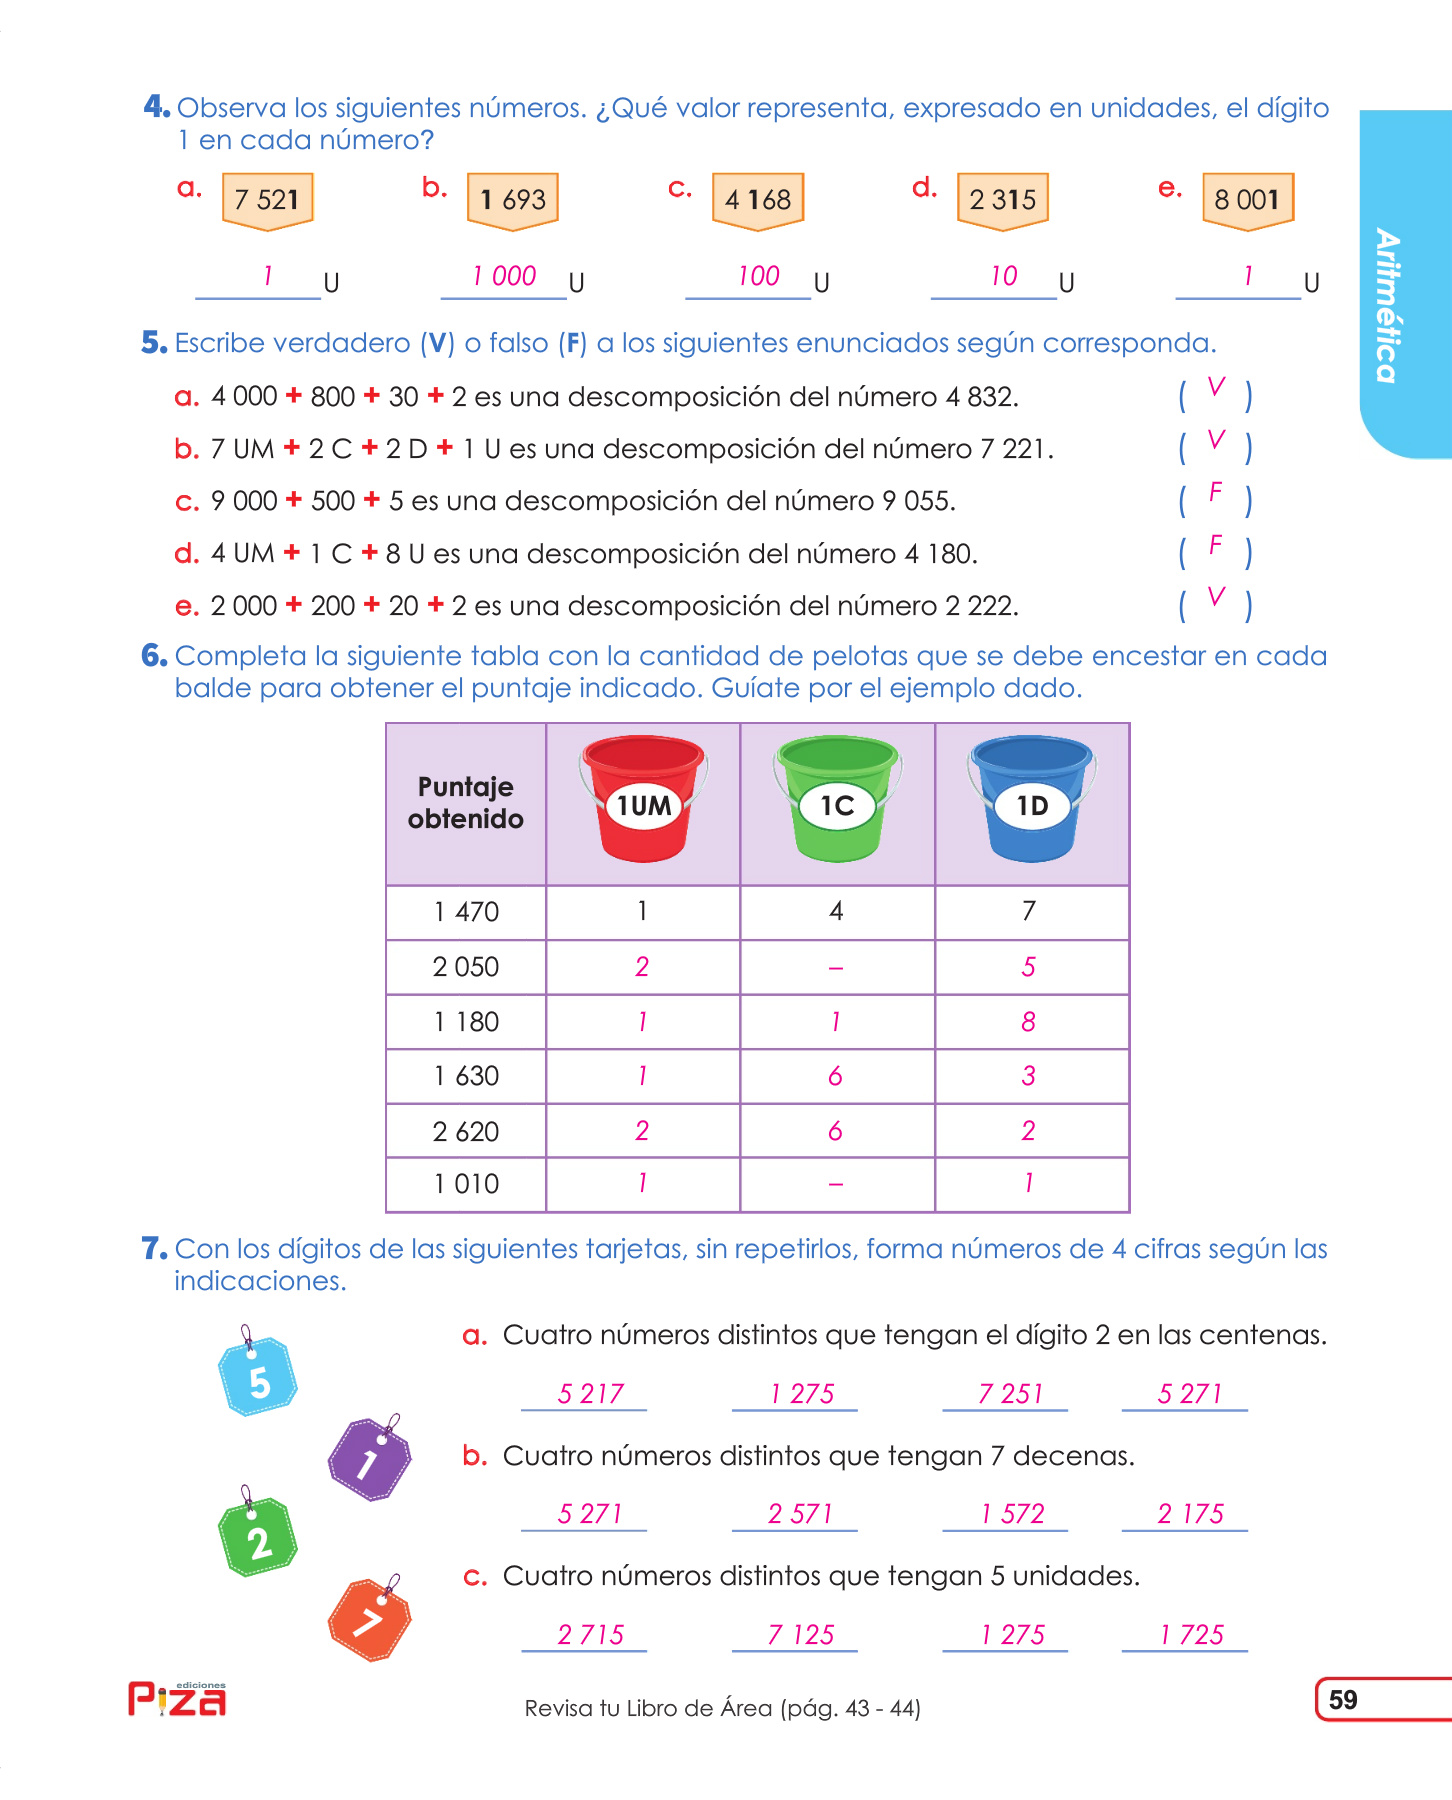 4. Observa los siguientes números. ¿Qué valor representa, expresado en unidades, el dígito
1 en cada número?
a. 7 521 b. 1 693 c. 4 168 d. 2 315 e. 8 001
1 U 1 000 U 100 U 10 U 1 U
5. Escribe verdadero (V) o falso (F) a los siguientes enunciados según corresponda.
a. 4 000 + 800 + 30 + 2 es una descomposición del número 4 832. ( V )
b. 7 UM + 2 C + 2 D + 1 U es una descomposición del número 7 221. ( V )
c. 9 000 + 500 + 5 es una descomposición del número 9 055. ( F )
d. 4 UM + 1 C + 8 U es una descomposición del número 4 180. ( F )
e. 2 000 + 200 + 20 + 2 es una descomposición del número 2 222. ( V )
6. Completa la siguiente tabla con la cantidad de pelotas que se debe encestar en cada
balde para obtener el puntaje indicado. Guíate por el ejemplo dado.
Puntaje
obtenido
1UM 1C 1D
1 470 1 4 7
2 050 2 – 5
1 180 1 1 8
1 630 1 6 3
2 620 2 6 2
1 010 1 – 1
7. Con los dígitos de las siguientes tarjetas, sin repetirlos, forma números de 4 cifras según las
indicaciones.
5
1
2
7
a. Cuatro números distintos que tengan el dígito 2 en las centenas.
5 217 1 275 7 251 5 271
b. Cuatro números distintos que tengan 7 decenas.
5 271 2 571 1 572 2 175
c. Cuatro números distintos que tengan 5 unidades.
2 715 7 125 1 275 1 725
Aritmética
ediciones
Piza
Revisa tu Libro de Área (pág. 43 - 44)
59